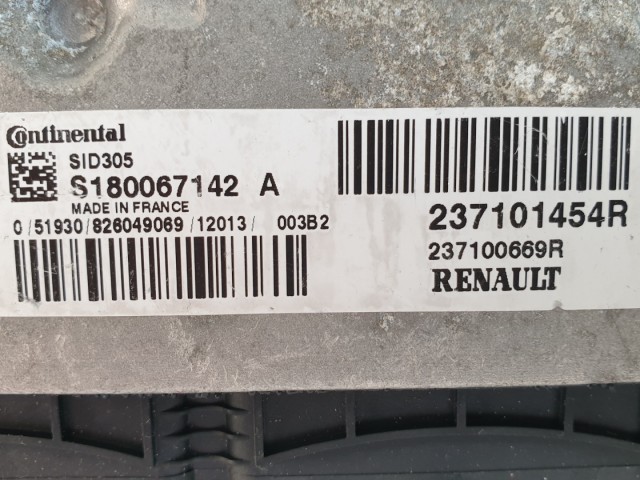 Continental
SID305
S180067142 A
MADE IN FRANCE
0/51930/826049069/12013/ 003B2
237101454R
237100669R
RENAULT